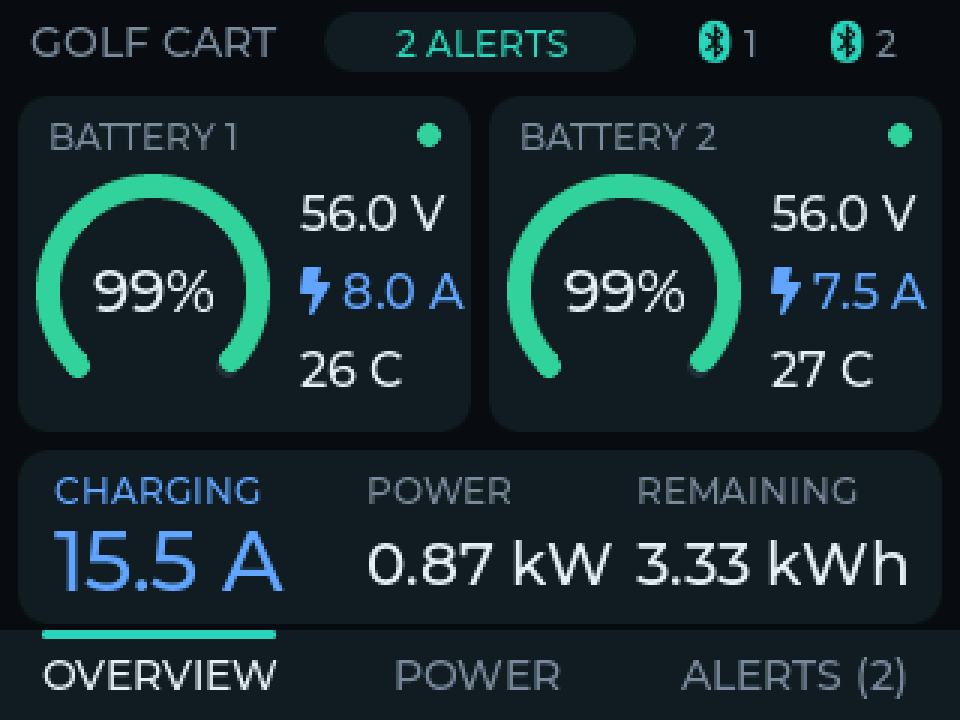 GOLF CART
2 ALERTS
1
2
BATTERY 1
99%
56.0 V
8.0 A
26 C
BATTERY 2
99%
56.0 V
7.5 A
27 C
CHARGING
15.5 A
POWER
0.87 kW
REMAINING
3.33 kWh
OVERVIEW
POWER
ALERTS (2)